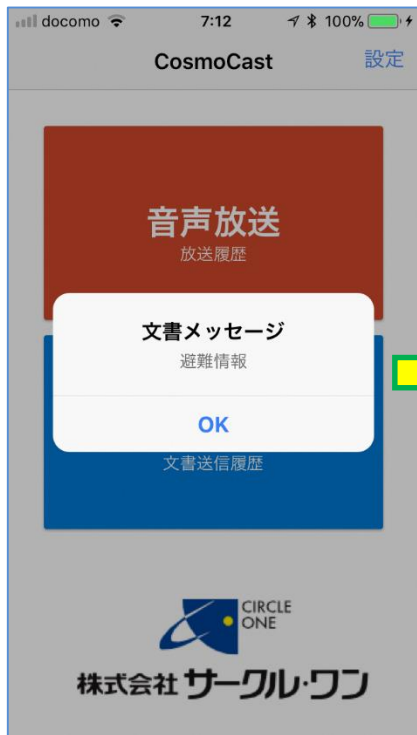 docomo 7:12 100%
CosmoCast 設定
音声放送
放送履歴
文書メッセージ
避難情報
OK
文書送信履歴
CIRCLE
ONE
株式会社サークル・ワン